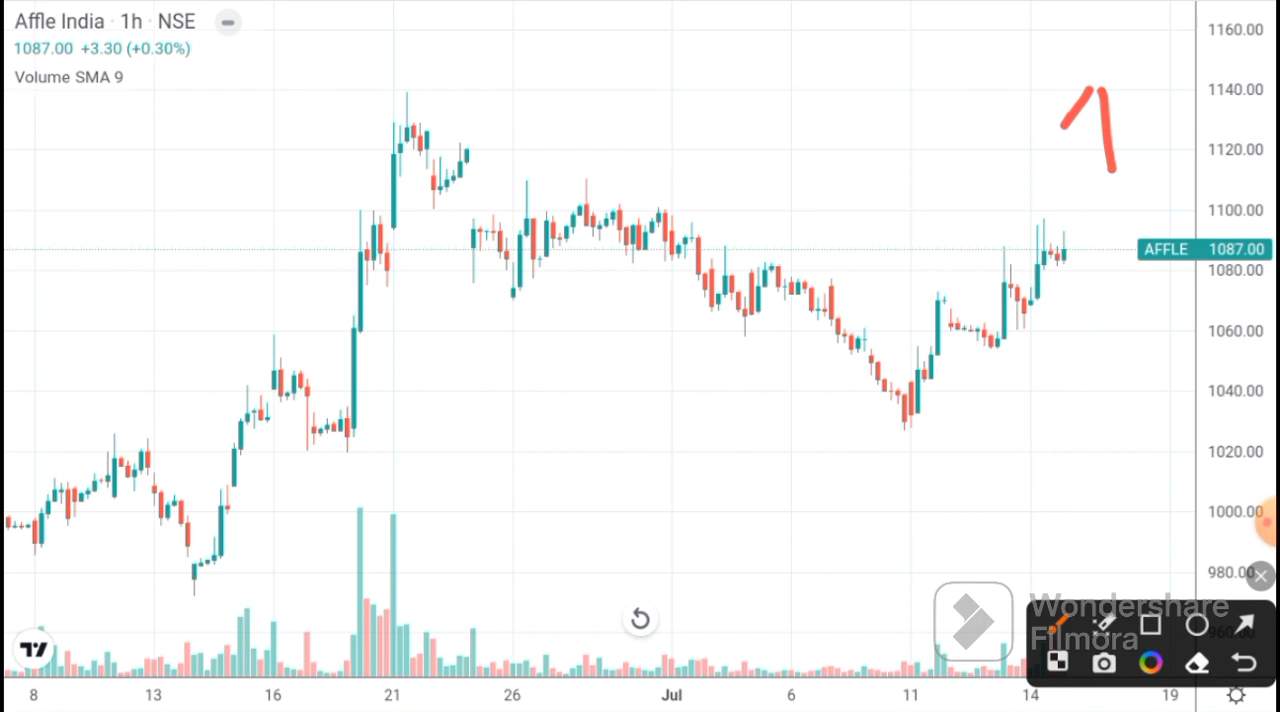 Affle India · 1h · NSE
1087.00 +3.30 (+0.30%)
Volume SMA 9
1160.00
1140.00
1120.00
1100.00
AFFLE 1087.00
1080.00
1060.00
1040.00
1020.00
1000.00
980.00
960.00
Wondershare
Filmora
8 13 16 21 26 Jul 6 11 14 19